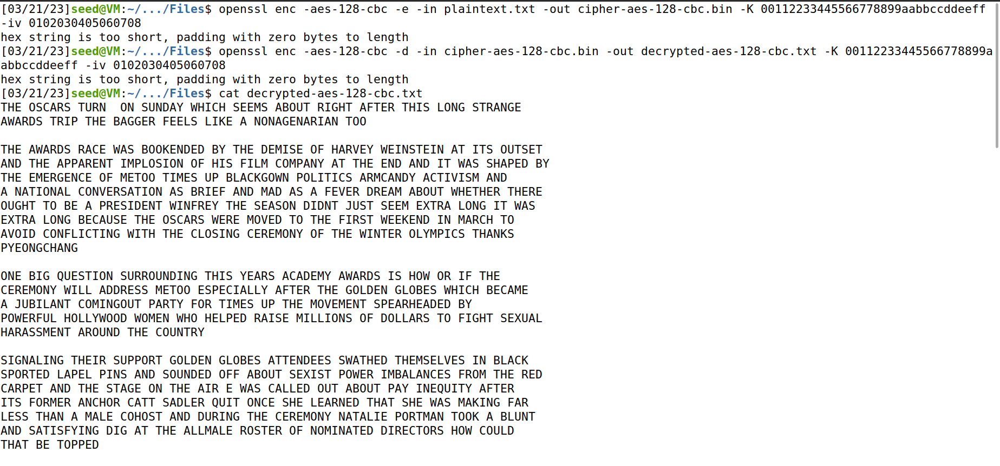 [03/21/23]seed@VM:~/.../Files$ openssl enc -aes-128-cbc -e -in plaintext.txt -out cipher-aes-128-cbc.bin -K 00112233445566778899aabbccddeeff
-iv 0102030405060708
hex string is too short, padding with zero bytes to length
[03/21/23]seed@VM:~/.../Files$ openssl enc -aes-128-cbc -d -in cipher-aes-128-cbc.bin -out decrypted-aes-128-cbc.txt -K 00112233445566778899a
abbccddeeff -iv 0102030405060708
hex string is too short, padding with zero bytes to length
[03/21/23]seed@VM:~/.../Files$ cat decrypted-aes-128-cbc.txt
THE OSCARS TURN  ON SUNDAY WHICH SEEMS ABOUT RIGHT AFTER THIS LONG STRANGE
AWARDS TRIP THE BAGGER FEELS LIKE A NONAGENARIAN TOO

THE AWARDS RACE WAS BOOKENDED BY THE DEMISE OF HARVEY WEINSTEIN AT ITS OUTSET
AND THE APPARENT IMPLOSION OF HIS FILM COMPANY AT THE END AND IT WAS SHAPED BY
THE EMERGENCE OF METOO TIMES UP BLACKGOWN POLITICS ARMCANDY ACTIVISM AND
A NATIONAL CONVERSATION AS BRIEF AND MAD AS A FEVER DREAM ABOUT WHETHER THERE
OUGHT TO BE A PRESIDENT WINFREY THE SEASON DIDNT JUST SEEM EXTRA LONG IT WAS
EXTRA LONG BECAUSE THE OSCARS WERE MOVED TO THE FIRST WEEKEND IN MARCH TO
AVOID CONFLICTING WITH THE CLOSING CEREMONY OF THE WINTER OLYMPICS THANKS
PYEONGCHANG

ONE BIG QUESTION SURROUNDING THIS YEARS ACADEMY AWARDS IS HOW OR IF THE
CEREMONY WILL ADDRESS METOO ESPECIALLY AFTER THE GOLDEN GLOBES WHICH BECAME
A JUBILANT COMINGOUT PARTY FOR TIMES UP THE MOVEMENT SPEARHEADED BY
POWERFUL HOLLYWOOD WOMEN WHO HELPED RAISE MILLIONS OF DOLLARS TO FIGHT SEXUAL
HARASSMENT AROUND THE COUNTRY

SIGNALING THEIR SUPPORT GOLDEN GLOBES ATTENDEES SWATHED THEMSELVES IN BLACK
SPORTED LAPEL PINS AND SOUNDED OFF ABOUT SEXIST POWER IMBALANCES FROM THE RED
CARPET AND THE STAGE ON THE AIR E WAS CALLED OUT ABOUT PAY INEQUITY AFTER
ITS FORMER ANCHOR CATT SADLER QUIT ONCE SHE LEARNED THAT SHE WAS MAKING FAR
LESS THAN A MALE COHOST AND DURING THE CEREMONY NATALIE PORTMAN TOOK A BLUNT
AND SATISFYING DIG AT THE ALLMALE ROSTER OF NOMINATED DIRECTORS HOW COULD
THAT BE TOPPED